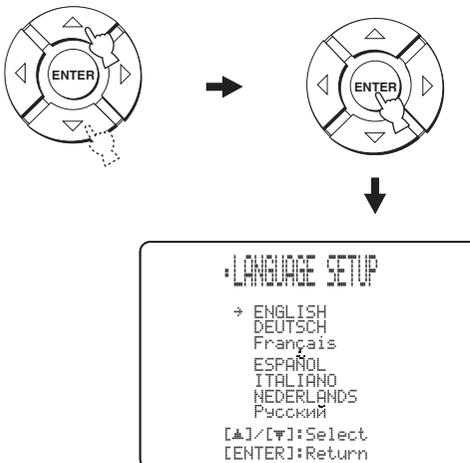 ENTER
ENTER
:LANGUAGE SETUP
→ ENGLISH
DEUTSCH
Français
ESPAÑOL
ITALIANO
NEDERLANDS
Русский
[▲]/[▼]:Select
[ENTER]:Return